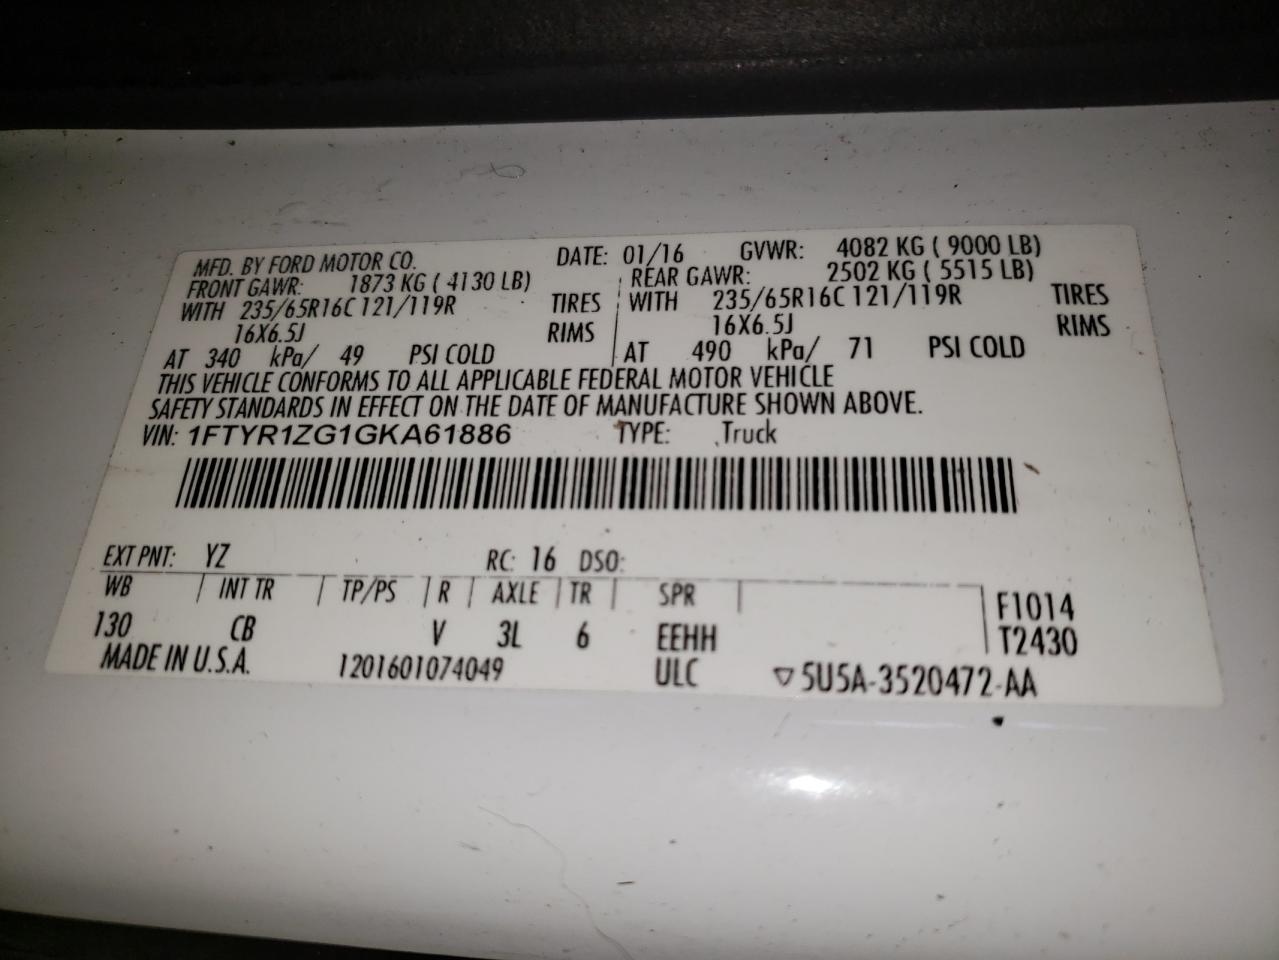 MFD. BY FORD MOTOR CO. DATE: 01/16 GVWR: 4082 KG ( 9000 LB)
FRONT GAWR: 1873 KG ( 4130 LB) REAR GAWR: 2502 KG ( 5515 LB)
WITH 235/65R16C 121/119R TIRES WITH 235/65R16C 121/119R TIRES
16X6.5J RIMS 16X6.5J RIMS
AT 340 kPa/ 49 PSI COLD AT 490 kPa/ 71 PSI COLD
THIS VEHICLE CONFORMS TO ALL APPLICABLE FEDERAL MOTOR VEHICLE
SAFETY STANDARDS IN EFFECT ON THE DATE OF MANUFACTURE SHOWN ABOVE.
VIN: 1FTYR1ZG1GKA61886 TYPE: Truck
EXT PNT: YZ RC: 16 DSO:
WB INT TR TP/PS R AXLE TR SPR F1014
130 CB V 3L 6 EEHH T2430
MADE IN U.S.A. 1201601074049 ULC ▽5U5A-3520472-AA